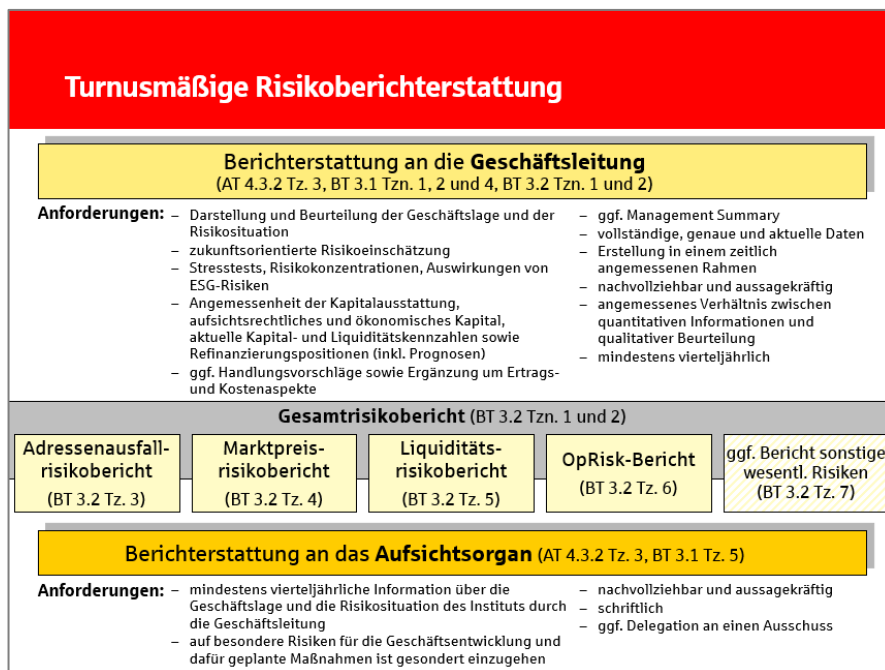 Turnusmäßige Risikoberichterstattung
Berichterstattung an die Geschäftsleitung
(AT 4.3.2 Tz. 3, BT 3.1 Tzn. 1, 2 und 4, BT 3.2 Tzn. 1 und 2)
Anforderungen:
– Darstellung und Beurteilung der Geschäftslage und der
Risikosituation
– zukunftsorientierte Risikoeinschätzung
– Stresstests, Risikokonzentrationen, Auswirkungen von
ESG-Risiken
– Angemessenheit der Kapitalausstattung,
aufsichtsrechtliches und ökonomisches Kapital,
aktuelle Kapital- und Liquiditätskennzahlen sowie
Refinanzierungspositionen (inkl. Prognosen)
– ggf. Handlungsvorschläge sowie Ergänzung um Ertrags-
und Kostenaspekte
– ggf. Management Summary
– vollständige, genaue und aktuelle Daten
– Erstellung in einem zeitlich
angemessenen Rahmen
– nachvollziehbar und aussagekräftig
– angemessenes Verhältnis zwischen
quantitativen Informationen und
qualitativer Beurteilung
– mindestens vierteljährlich
Gesamtrisikobericht (BT 3.2 Tzn. 1 und 2)
Adressenausfall-
risikobericht
(BT 3.2 Tz. 3)
Marktpreis-
risikobericht
(BT 3.2 Tz. 4)
Liquiditäts-
risikobericht
(BT 3.2 Tz. 5)
OpRisk-Bericht
(BT 3.2 Tz. 6)
ggf. Bericht sonstige
wesentl. Risiken
(BT 3.2 Tz. 7)
Berichterstattung an das Aufsichtsorgan (AT 4.3.2 Tz. 3, BT 3.1 Tz. 5)
Anforderungen:
– mindestens vierteljährliche Information über die
Geschäftslage und die Risikosituation des Instituts durch
die Geschäftsleitung
– auf besondere Risiken für die Geschäftsentwicklung und
dafür geplante Maßnahmen ist gesondert einzugehen
– nachvollziehbar und aussagekräftig
– schriftlich
– ggf. Delegation an einen Ausschuss